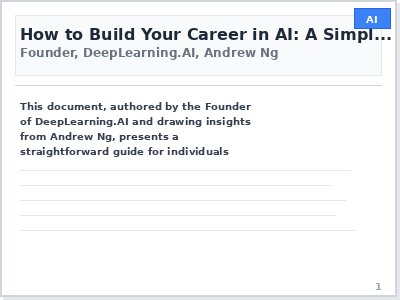 AI
How to Build Your Career in AI: A Simpl...
Founder, DeepLearning.AI, Andrew Ng
This document, authored by the Founder
of DeepLearning.AI and drawing insights
from Andrew Ng, presents a
straightforward guide for individuals
1